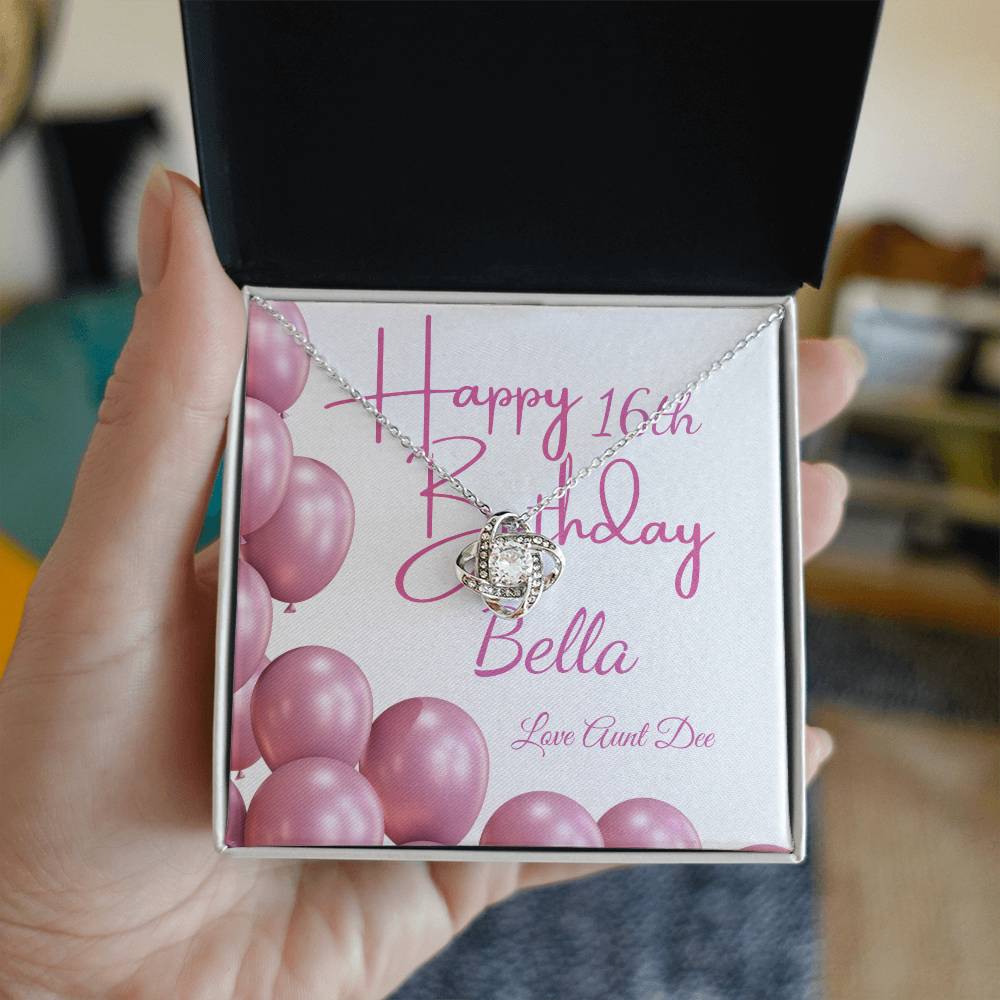 Happy 16th
Birthday
Bella
Love Aunt Dee